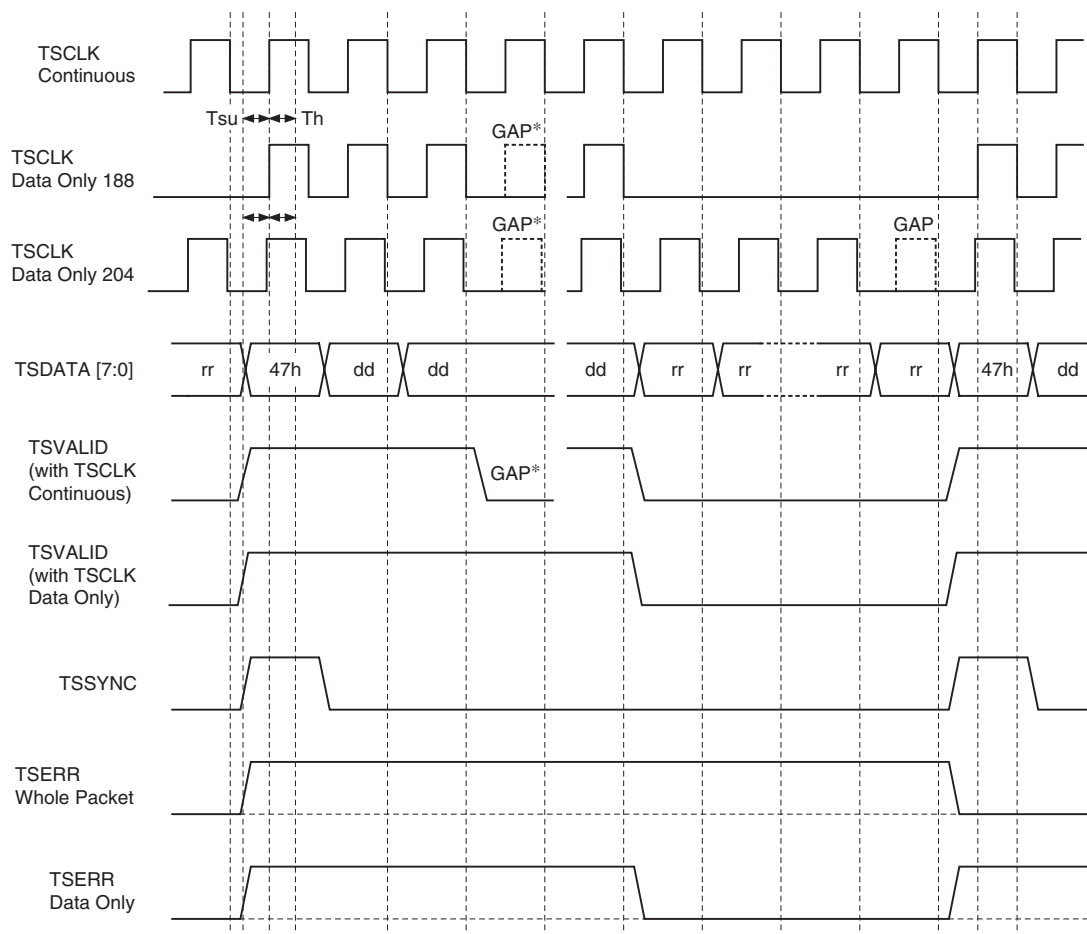 TSCLK
Continuous
Tsu
Th
TSCLK
Data Only 188
GAP*
TSCLK
Data Only 204
GAP*
GAP
TSDATA [7:0]
rr 47h dd dd dd rr rr rr rr 47h dd
TSVALID
(with TSCLK
Continuous)
GAP*
TSVALID
(with TSCLK
Data Only)
TSSYNC
TSERR
Whole Packet
TSERR
Data Only